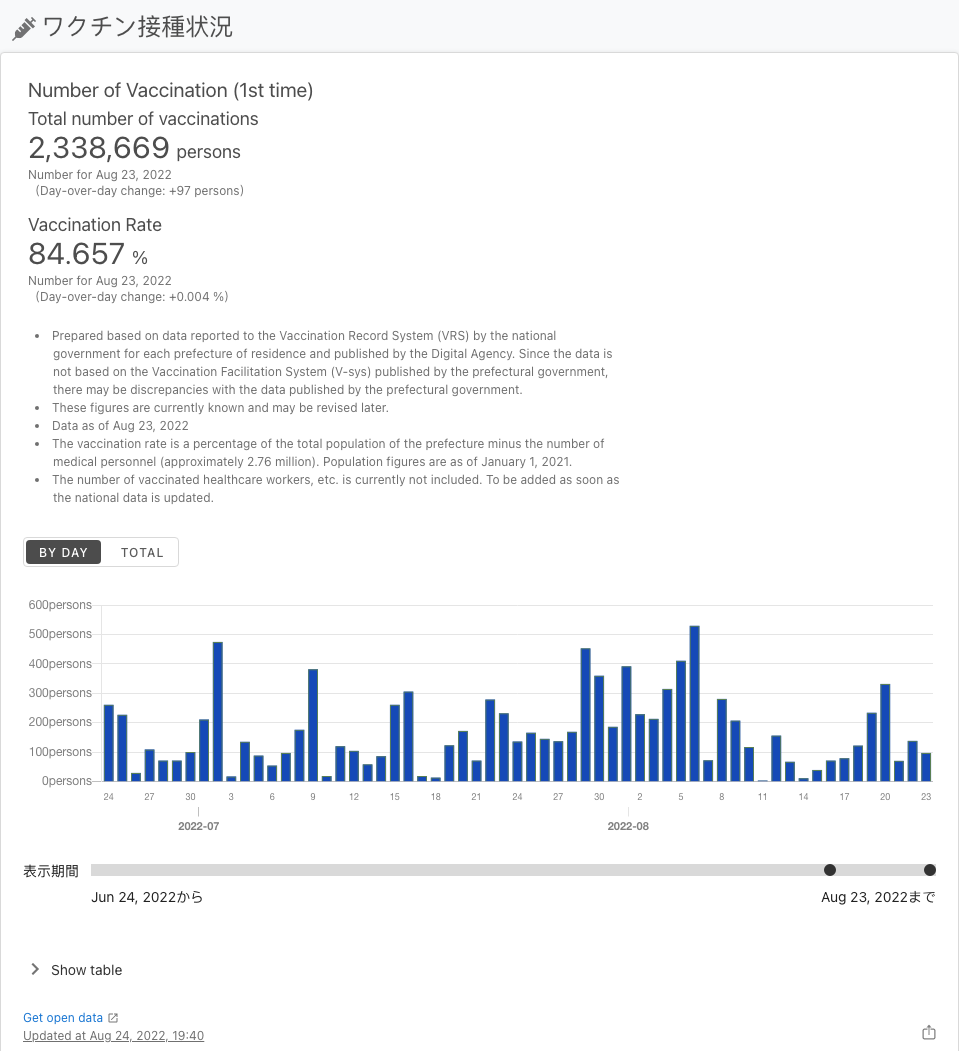 ワクチン接種状況
Number of Vaccination (1st time)
Total number of vaccinations
2,338,669 persons
Number for Aug 23, 2022
(Day-over-day change: +97 persons)
Vaccination Rate
84.657 %
Number for Aug 23, 2022
(Day-over-day change: +0.004 %)
• Prepared based on data reported to the Vaccination Record System (VRS) by the national
government for each prefecture of residence and published by the Digital Agency. Since the data is
not based on the Vaccination Facilitation System (V-sys) published by the prefectural government,
there may be discrepancies with the data published by the prefectural government.
• These figures are currently known and may be revised later.
• Data as of Aug 23, 2022
• The vaccination rate is a percentage of the total population of the prefecture minus the number of
medical personnel (approximately 2.76 million). Population figures are as of January 1, 2021.
• The number of vaccinated healthcare workers, etc. is currently not included. To be added as soon as
the national data is updated.
BY DAY TOTAL
600persons
500persons
400persons
300persons
200persons
100persons
0persons
24 27 30 3 6 9 12 15 18 21 24 27 30 2 5 8 11 14 17 20 23
2022-07 2022-08
表示期間
Jun 24, 2022から Aug 23, 2022まで
Show table
Get open data
Updated at Aug 24, 2022, 19:40